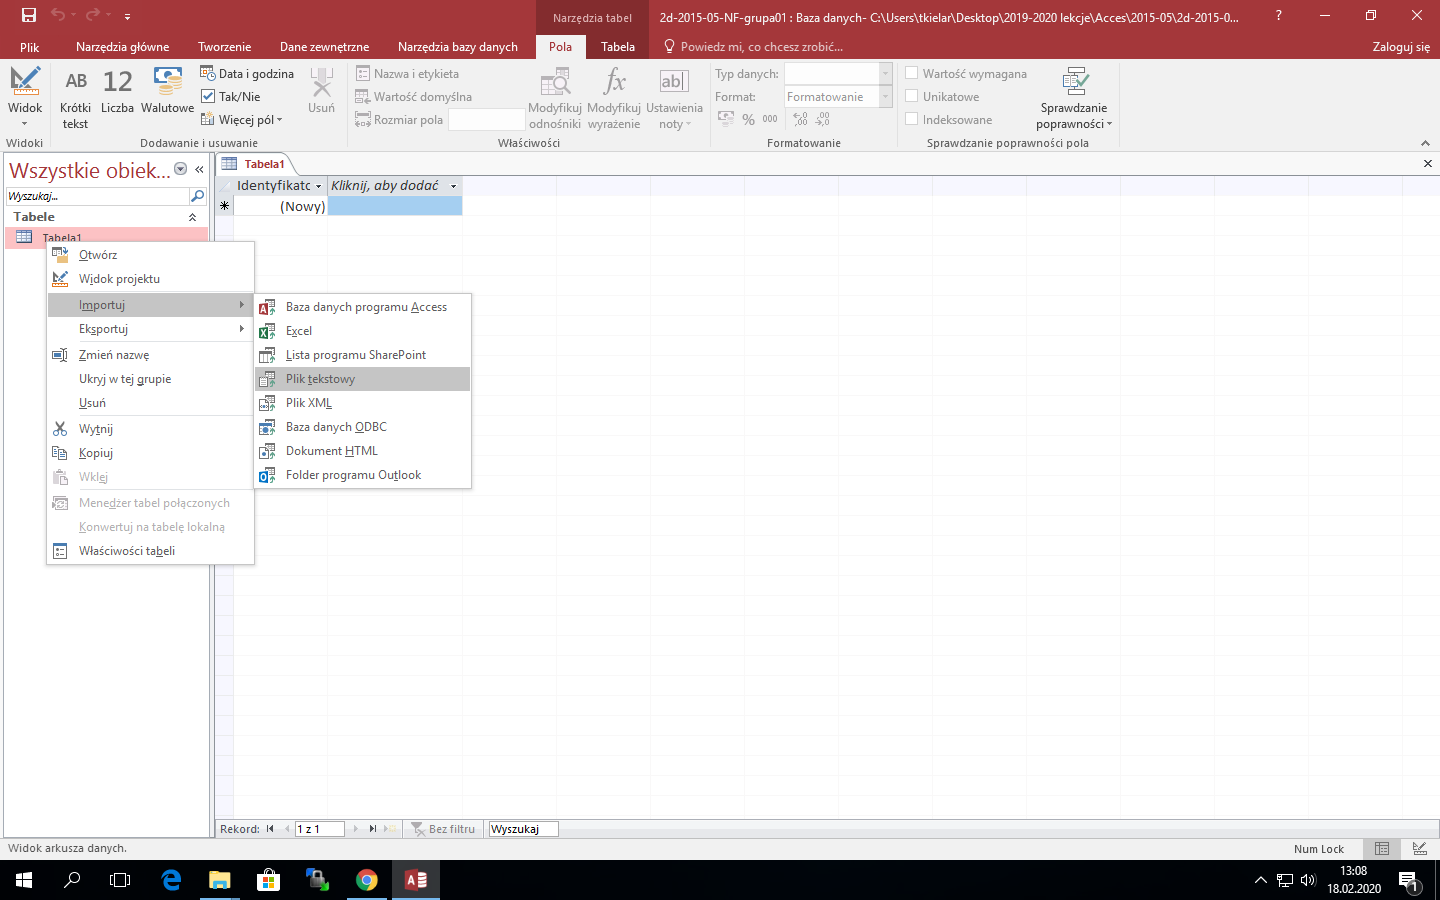 Narzędzia tabel
2d-2015-05-NF-grupa01 : Baza danych- C:\Users\tkielar\Desktop\2019-2020 lekcje\Acces\2015-05\2d-2015-0...
?
Plik
Narzędzia główne
Tworzenie
Dane zewnętrzne
Narzędzia bazy danych
Pola
Tabela
Powiedz mi, co chcesz zrobić...
Zaloguj się
Widok
AB
Krótki
tekst
12
Liczba
Walutowe
Data i godzina
Tak/Nie
Więcej pól
Usuń
Nazwa i etykieta
Wartość domyślna
Rozmiar pola
Modyfikuj
odnośniki
fx
Modyfikuj
wyrażenie
ab|
Ustawienia
noty
Typ danych:
Format:
Formatowanie
% 000
,00
,00
Wartość wymagana
Unikatowe
Indeksowane
Sprawdzanie
poprawności
Widoki
Dodawanie i usuwanie
Właściwości
Formatowanie
Sprawdzanie poprawności pola
Wszystkie obiek...
«
Wyszukaj...
Tabele
Tabela1
Tabela1
Identyfikatc
Kliknij, aby dodać
(Nowy)
Otwórz
Widok projektu
Importuj
Eksportuj
Zmień nazwę
Ukryj w tej grupie
Usuń
Wytnij
Kopiuj
Wklej
Menedżer tabel połączonych
Konwertuj na tabelę lokalną
Właściwości tabeli
Baza danych programu Access
Excel
Lista programu SharePoint
Plik tekstowy
Plik XML
Baza danych ODBC
Dokument HTML
Folder programu Outlook
Rekord:
1 z 1
Bez filtru
Wyszukaj
Widok arkusza danych.
Num Lock
13:08
18.02.2020
1